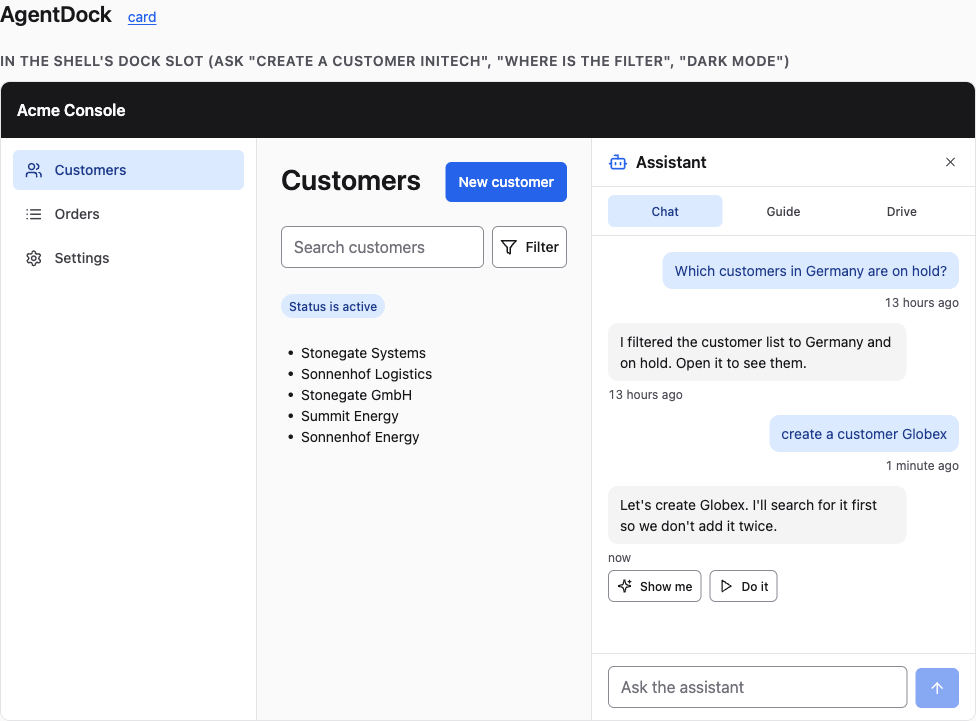 AgentDock card
IN THE SHELL'S DOCK SLOT (ASK "CREATE A CUSTOMER INITECH", "WHERE IS THE FILTER", "DARK MODE")
Acme Console
Customers
Orders
Settings
Customers
New customer
Search customers
Filter
Status is active
• Stonegate Systems
• Sonnenhof Logistics
• Stonegate GmbH
• Summit Energy
• Sonnenhof Energy
Assistant
Chat Guide Drive
Which customers in Germany are on hold?
13 hours ago
I filtered the customer list to Germany and
on hold. Open it to see them.
13 hours ago
create a customer Globex
1 minute ago
Let's create Globex. I'll search for it first
so we don't add it twice.
now
Show me Do it
Ask the assistant